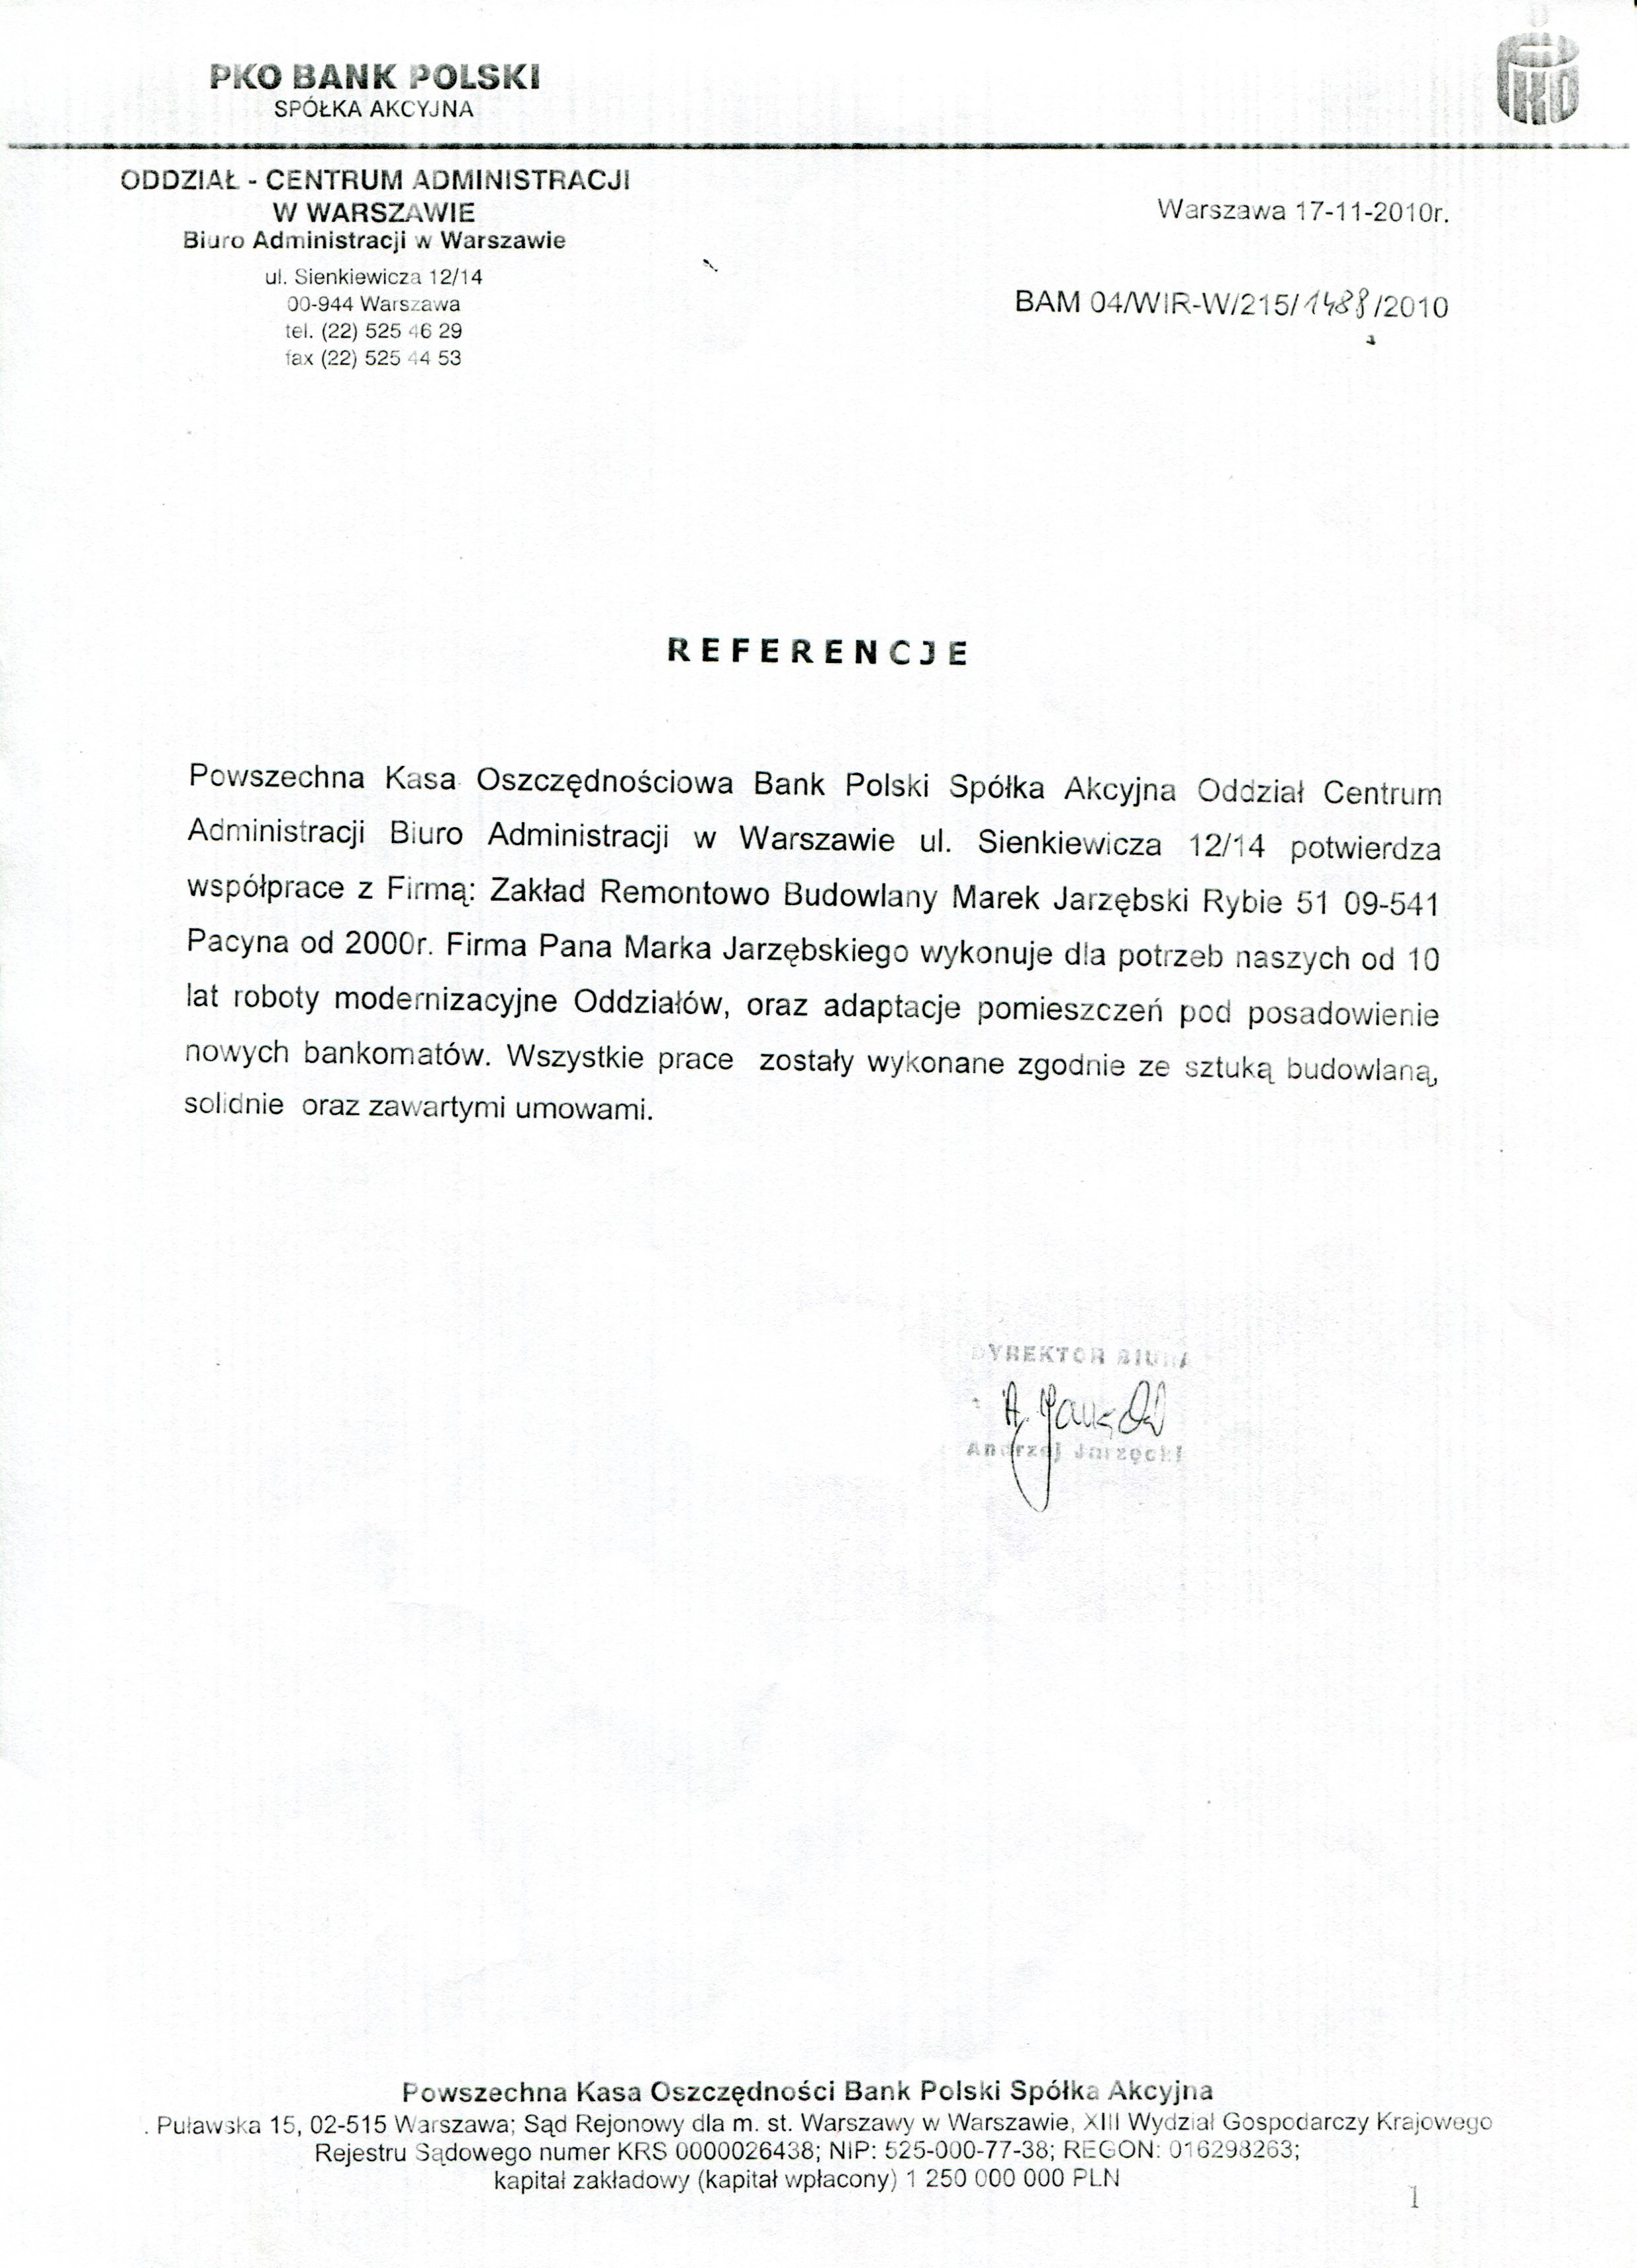 PKO BANK POLSKI
SPÓŁKA AKCYJNA
PKO
ODDZIAŁ - CENTRUM ADMINISTRACJI
W WARSZAWIE
Biuro Administracji w Warszawie
ul. Sienkiewicza 12/14
00-944 Warszawa
tel. (22) 525 46 29
fax (22) 525 44 53
Warszawa 17-11-2010r.
BAM 04/WIR-W/215/1488/2010
REFERENCJE
Powszechna Kasa Oszczędnościowa Bank Polski Spółka Akcyjna Oddział Centrum
Administracji Biuro Administracji w Warszawie ul. Sienkiewicza 12/14 potwierdza
współprace z Firmą: Zakład Remontowo Budowlany Marek Jarzębski Rybie 51 09-541
Pacyna od 2000r. Firma Pana Marka Jarzębskiego wykonuje dla potrzeb naszych od 10
lat roboty modernizacyjne Oddziałów, oraz adaptacje pomieszczeń pod posadowienie
nowych bankomatów. Wszystkie prace zostały wykonane zgodnie ze sztuką budowlaną,
solidnie oraz zawartymi umowami.
DYREKTOR BIURA
Andrzej Jarzęcki
Powszechna Kasa Oszczędności Bank Polski Spółka Akcyjna
. Puławska 15, 02-515 Warszawa; Sąd Rejonowy dla m. st. Warszawy w Warszawie, XIII Wydział Gospodarczy Krajowego
Rejestru Sądowego numer KRS 0000026438; NIP: 525-000-77-38; REGON: 016298263;
kapitał zakładowy (kapitał wpłacony) 1 250 000 000 PLN
1